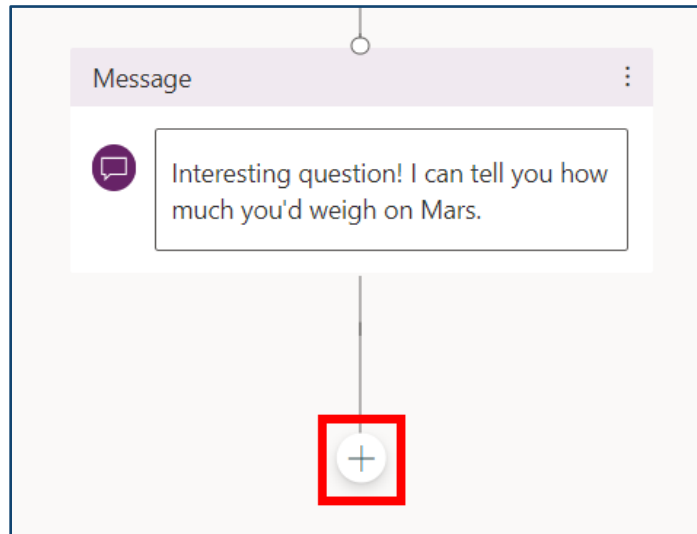 Message
Interesting question! I can tell you how
much you'd weigh on Mars.